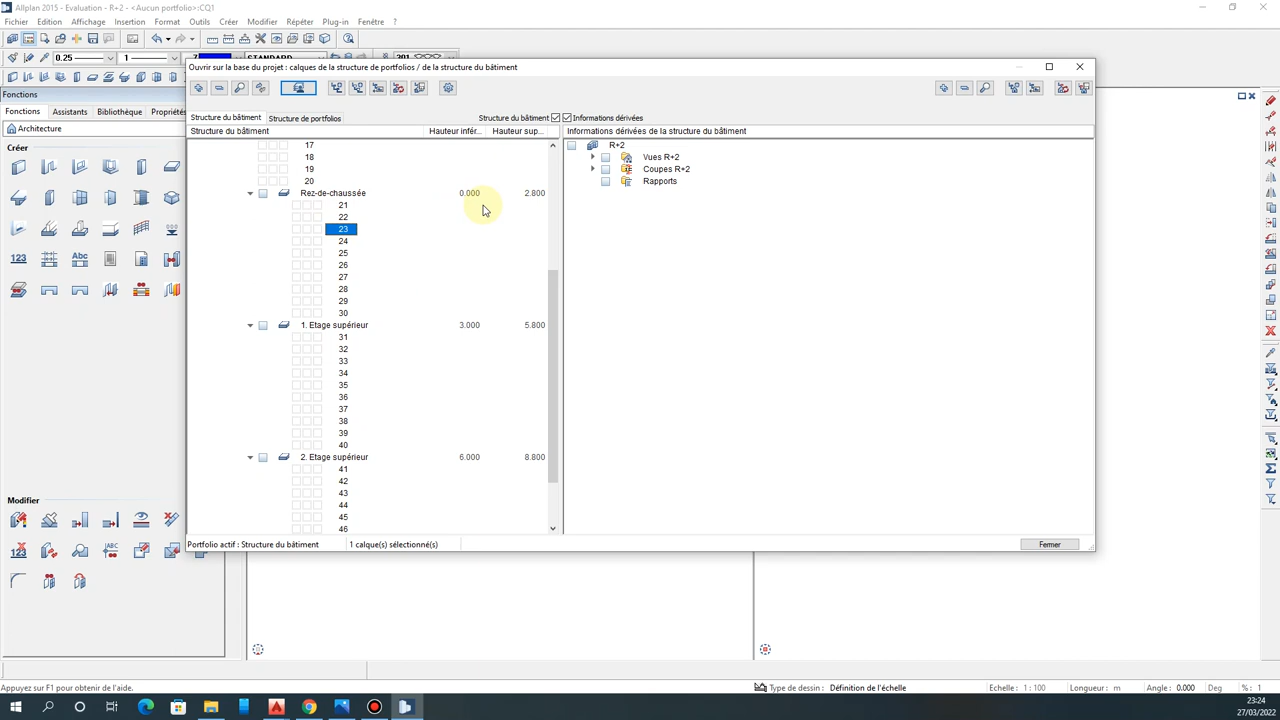 Allplan 2015 - Evaluation - R+2 - <Aucun portfolio>:CQ1
Fichier Edition Affichage Insertion Format Outils Créer Modifier Répéter Plug-in Fenêtre ?
0.25 1 7 STANDARD 301
Fonctions
Ouvrir sur la base du projet : calques de la structure de portfolios / de la structure du bâtiment
Fonctions Assistants Bibliothèque Propriétés
Architecture
Créer
Structure du bâtiment Structure de portfolios Structure du bâtiment Informations dérivées
Structure du bâtiment Hauteur infér... Hauteur sup... Informations dérivées de la structure du bâtiment
17
18
19
20
Rez-de-chaussée 0.000 2.800
21
22
23
24
25
26
27
28
29
30
1. Etage supérieur 3.000 5.800
31
32
33
34
35
36
37
38
39
40
2. Etage supérieur 6.000 8.800
41
42
43
44
45
46
R+2
Vues R+2
Coupes R+2
Rapports
Abc
123
Modifier
123
ABC
Portfolio actif : Structure du bâtiment 1 calque(s) sélectionné(s) Fermer
Appuyez sur F1 pour obtenir de l'aide. Type de dessin : Définition de l'échelle Echelle : 1 : 100 Longueur : m Angle : 0.000 Deg % : 1
23:24
27/03/2022